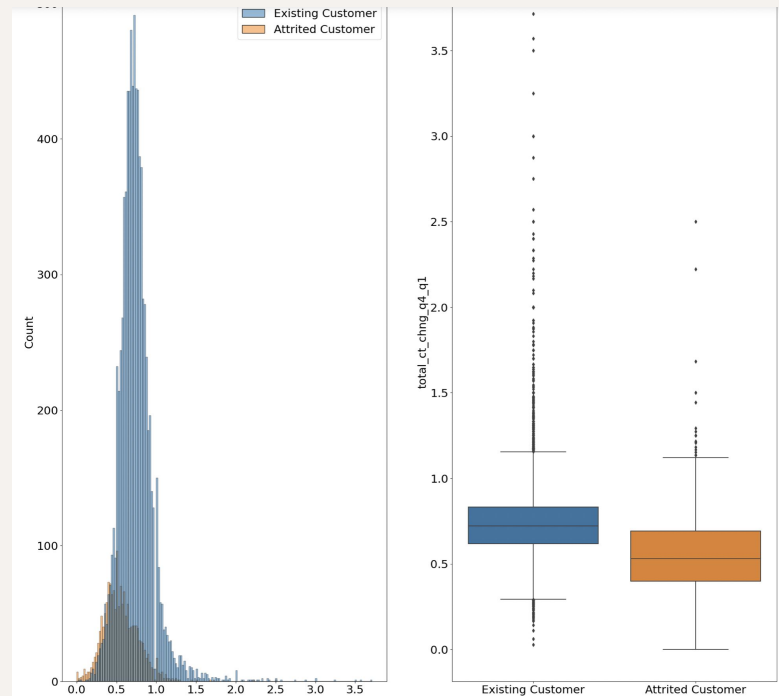 Existing Customer
Attrited Customer
400
300
200
100
0
Count
0.0 0.5 1.0 1.5 2.0 2.5 3.0 3.5
3.5
3.0
2.5
2.0
1.5
1.0
0.5
0.0
total_ct_chng_q4_q1
Existing Customer Attrited Customer